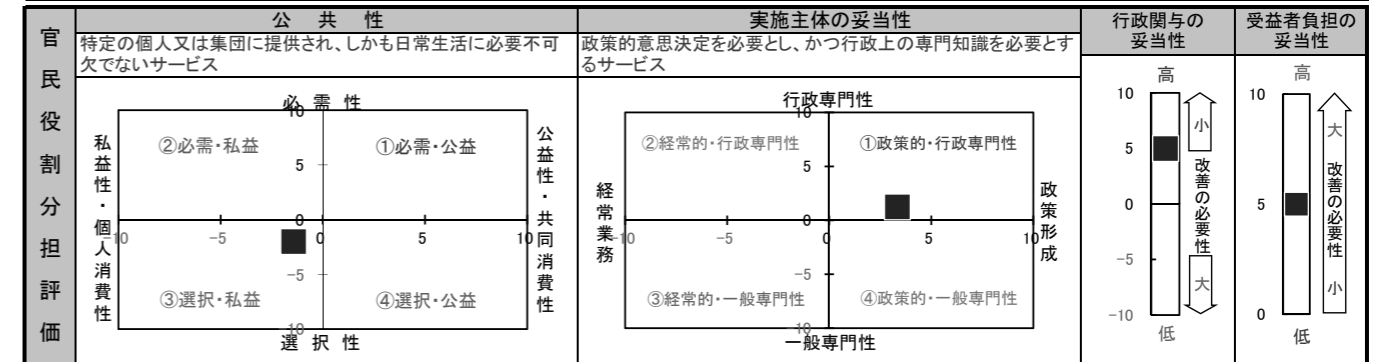 官民役割分担評価
公共性
特定の個人又は集団に提供され、しかも日常生活に必要不可
欠でないサービス
必需性
私益性・個人消費性
公益性・共同消費性
②必需・私益
①必需・公益
③選択・私益
④選択・公益
10
5
-10
-5
0
5
10
-5
-10
選択性
実施主体の妥当性
政策的意思決定を必要とし、かつ行政上の専門知識を必要とす
るサービス
行政専門性
経常業務
政策形成
②経常的・行政専門性
①政策的・行政専門性
③経常的・一般専門性
④政策的・一般専門性
10
5
-10
-5
0
5
10
-5
-10
一般専門性
行政関与の
妥当性
高
10
5
0
-5
-10
小
改善の必要性
大
低
受益者負担の
妥当性
高
10
5
0
大
改善の必要性
小
低